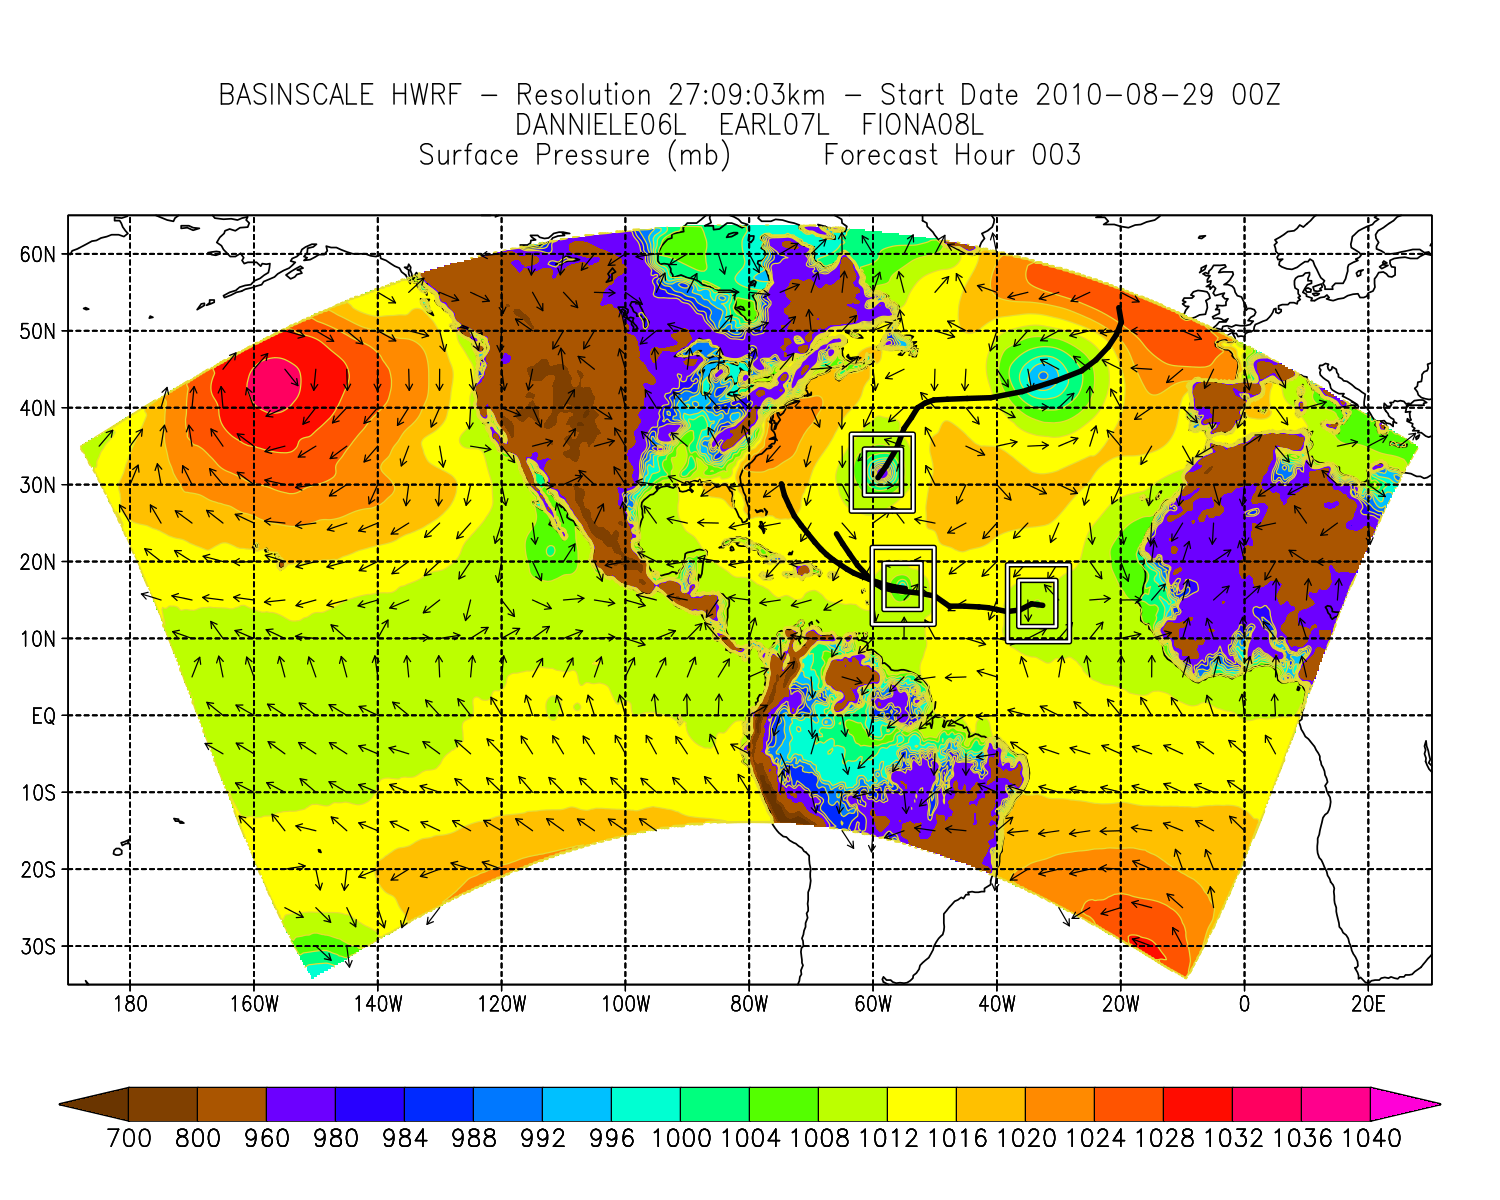 BASINSCALE HWRF − Resolution 27:09:03km − Start Date 2010−08−29 00Z
DANNIELE06L EARL07L FIONA08L
Surface Pressure (mb) Forecast Hour 003
60N
50N
40N
30N
20N
10N
EQ
10S
20S
30S
180 160W 140W 120W 100W 80W 60W 40W 20W 0 20E
700 800 960 980 984 988 992 996 1000 1004 1008 1012 1016 1020 1024 1028 1032 1036 1040